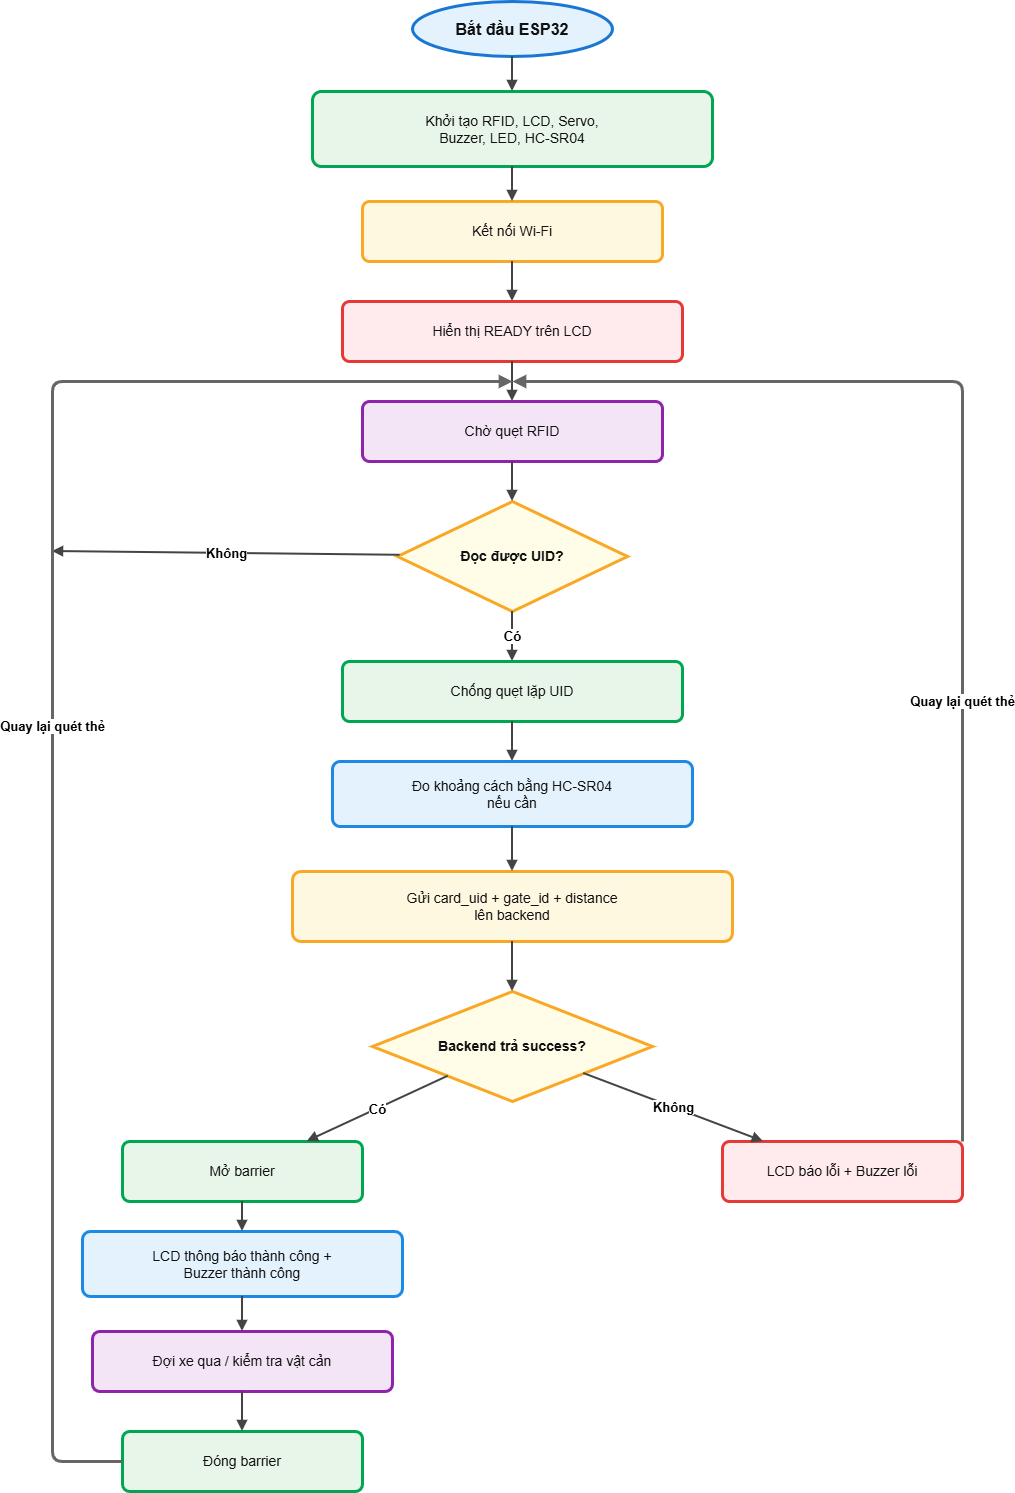 Bắt đầu ESP32
Khởi tạo RFID, LCD, Servo,
Buzzer, LED, HC-SR04
Kết nối Wi-Fi
Hiển thị READY trên LCD
Chờ quẹt RFID
Đọc được UID?
Không
Có
Chống quẹt lặp UID
Quay lại quét thẻ
Quay lại quét thẻ
Đo khoảng cách bằng HC-SR04
nếu cần
Gửi card_uid + gate_id + distance
lên backend
Backend trả success?
Có
Không
Mở barrier
LCD báo lỗi + Buzzer lỗi
LCD thông báo thành công +
Buzzer thành công
Đợi xe qua / kiểm tra vật cản
Đóng barrier